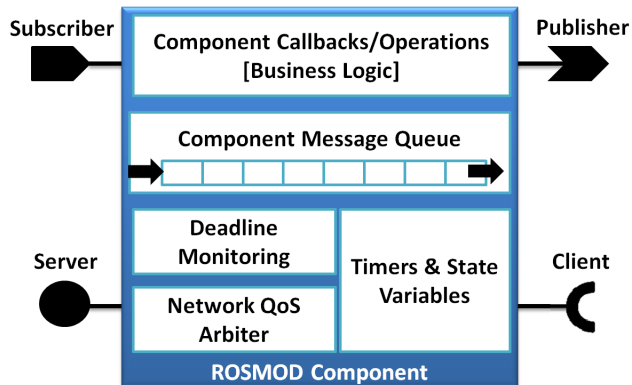 Subscriber
Publisher
Component Callbacks/Operations
[Business Logic]
Component Message Queue
Deadline
Monitoring
Timers & State
Variables
Server
Client
Network QoS
Arbiter
ROSMOD Component